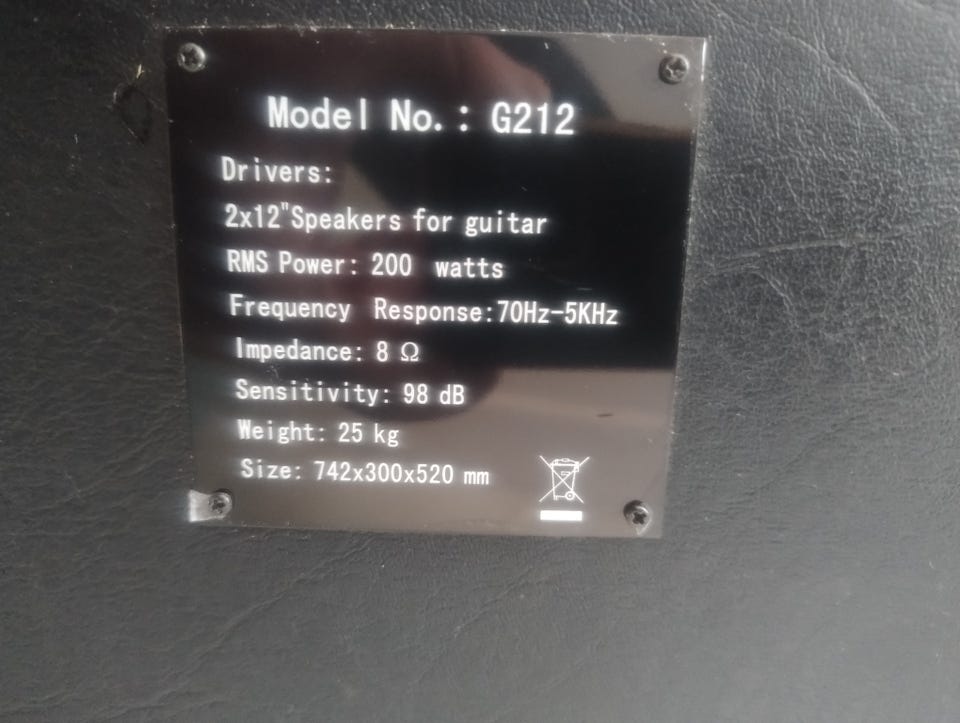 Model No.: G212
Drivers:
2x12"Speakers for guitar
RMS Power: 200 watts
Frequency Response:70Hz-5KHz
Impedance: 8 Ω
Sensitivity: 98 dB
Weight: 25 kg
Size: 742x300x520 mm